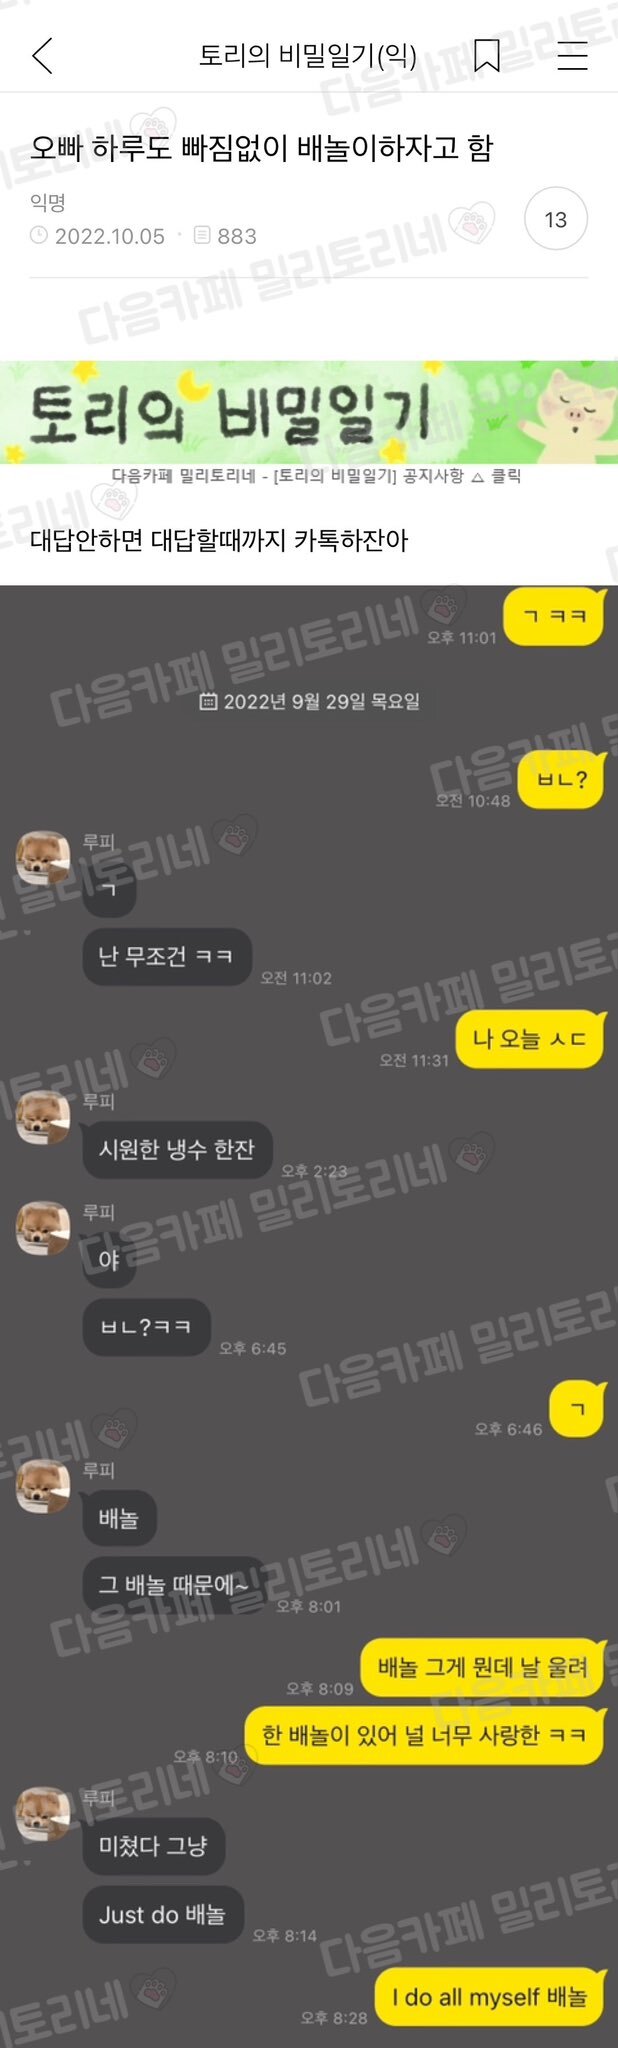 토리의 비밀일기(익)
오빠 하루도 빠짐없이 배놀이하자고 함
익명
2022.10.05 · 883
13
토리의 비밀일기
다음카페 밀리토리네 - [토리의 비밀일기] 공지사항 △ 클릭
대답안하면 대답할때까지 카톡하잔아
ㄱ ㅋㅋ
오후 11:01
2022년 9월 29일 목요일
ㅂㄴ?
오전 10:48
루피
ㄱ
난 무조건 ㅋㅋ
오전 11:02
나 오늘 ㅅㄷ
오전 11:31
루피
시원한 냉수 한잔
오후 2:23
루피
야
ㅂㄴ?ㅋㅋ
오후 6:45
ㄱ
오후 6:46
루피
배놀
그 배놀 때문에~
오후 8:01
배놀 그게 뭔데 날 울려
오후 8:09
한 배놀이 있어 널 너무 사랑한 ㅋㅋ
오후 8:10
루피
미쳤다 그냥
Just do 배놀
오후 8:14
I do all myself 배놀
오후 8:28
다음카페 밀리토리네